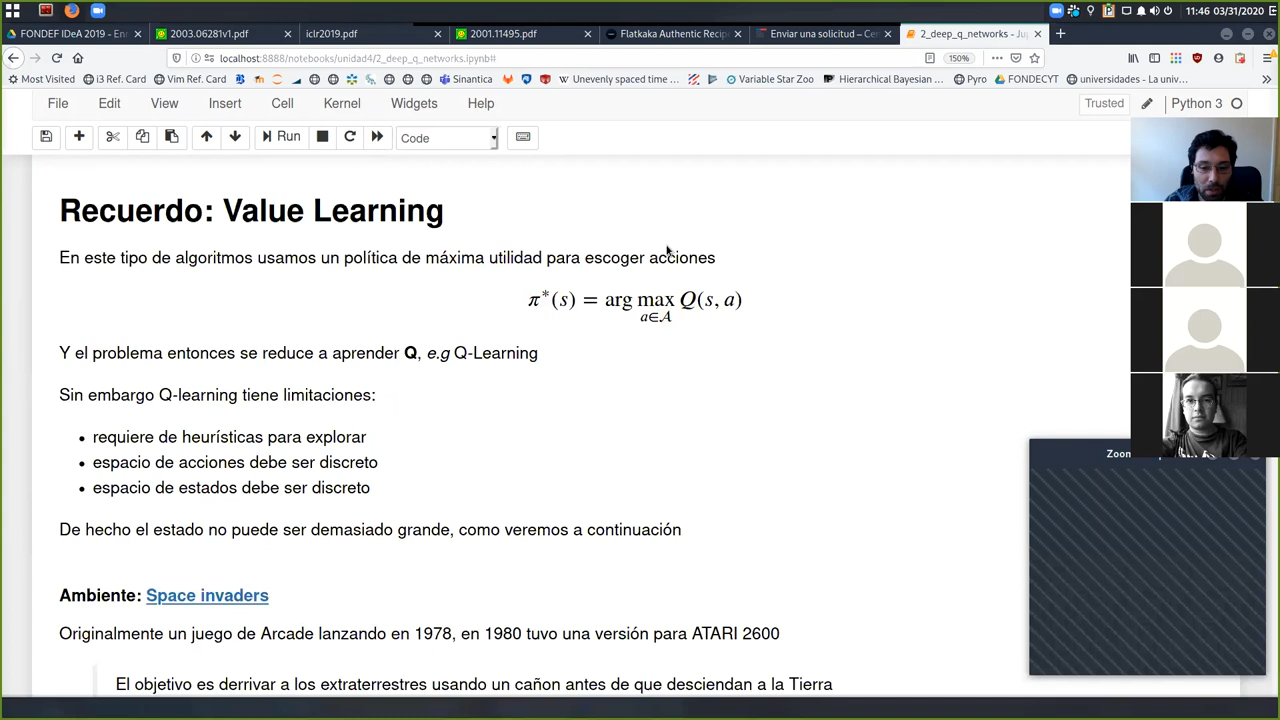 11:46 03/31/2020
FONDEF IDeA 2019 - En
2003.06281v1.pdf
iclr2019.pdf
2001.11495.pdf
Flatkaka Authentic Recip
Enviar una solicitud – Ce
2_deep_q_networks - Ju
localhost:8888/notebooks/unidad4/2_deep_q_networks.ipynb#
150%
Most Visited
i3 Ref. Card
Vim Ref. Card
Sinantica
Unevenly spaced time ...
Variable Star Zoo
Hierarchical Bayesian ...
Pyro
FONDECYT
universidades - La univ...
File Edit View Insert Cell Kernel Widgets Help
Trusted
Python 3
Run
Code
Recuerdo: Value Learning
En este tipo de algoritmos usamos un política de máxima utilidad para escoger acciones
π*(s) = arg max Q(s, a)
a∈𝒜
Y el problema entonces se reduce a aprender Q, e.g Q-Learning
Sin embargo Q-learning tiene limitaciones:
• requiere de heurísticas para explorar
• espacio de acciones debe ser discreto
• espacio de estados debe ser discreto
De hecho el estado no puede ser demasiado grande, como veremos a continuación
Zoom
Ambiente: Space invaders
Originalmente un juego de Arcade lanzando en 1978, en 1980 tuvo una versión para ATARI 2600
El objetivo es derrivar a los extraterrestres usando un cañon antes de que desciendan a la Tierra